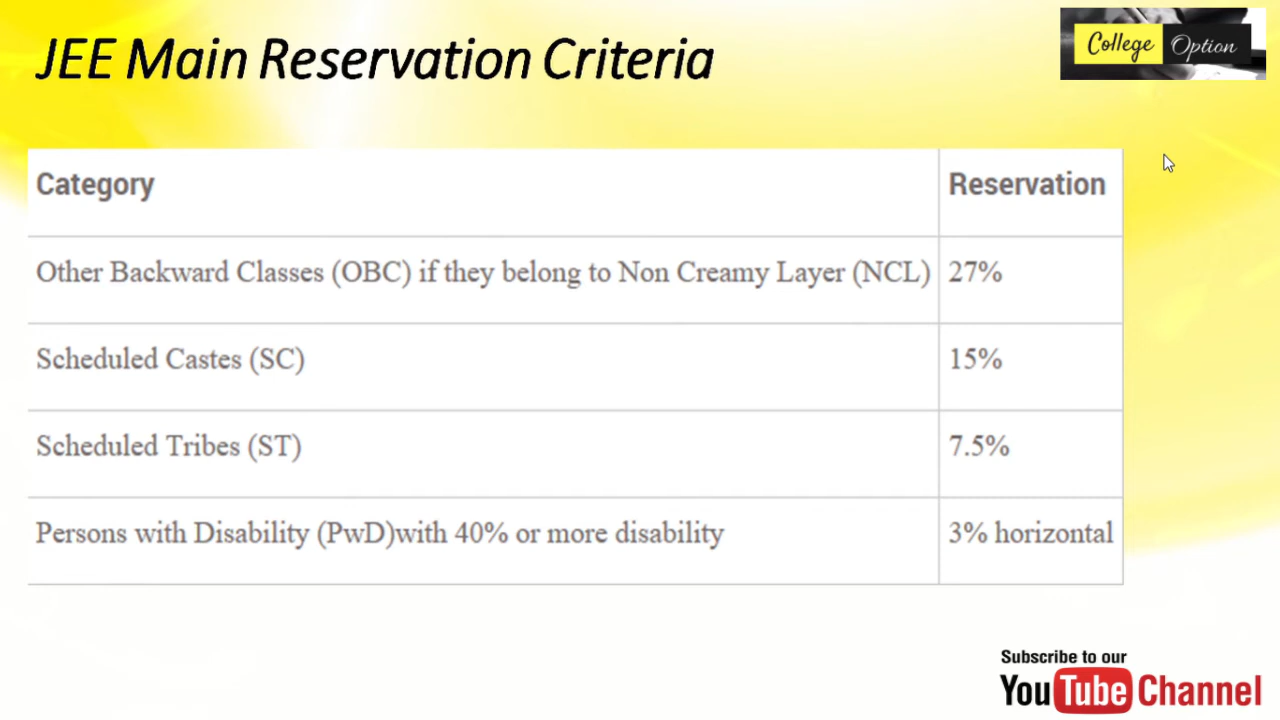 JEE Main Reservation Criteria
College Option
Category Reservation
Other Backward Classes (OBC) if they belong to Non Creamy Layer (NCL) 27%
Scheduled Castes (SC) 15%
Scheduled Tribes (ST) 7.5%
Persons with Disability (PwD)with 40% or more disability 3% horizontal
Subscribe to our
YouTube Channel